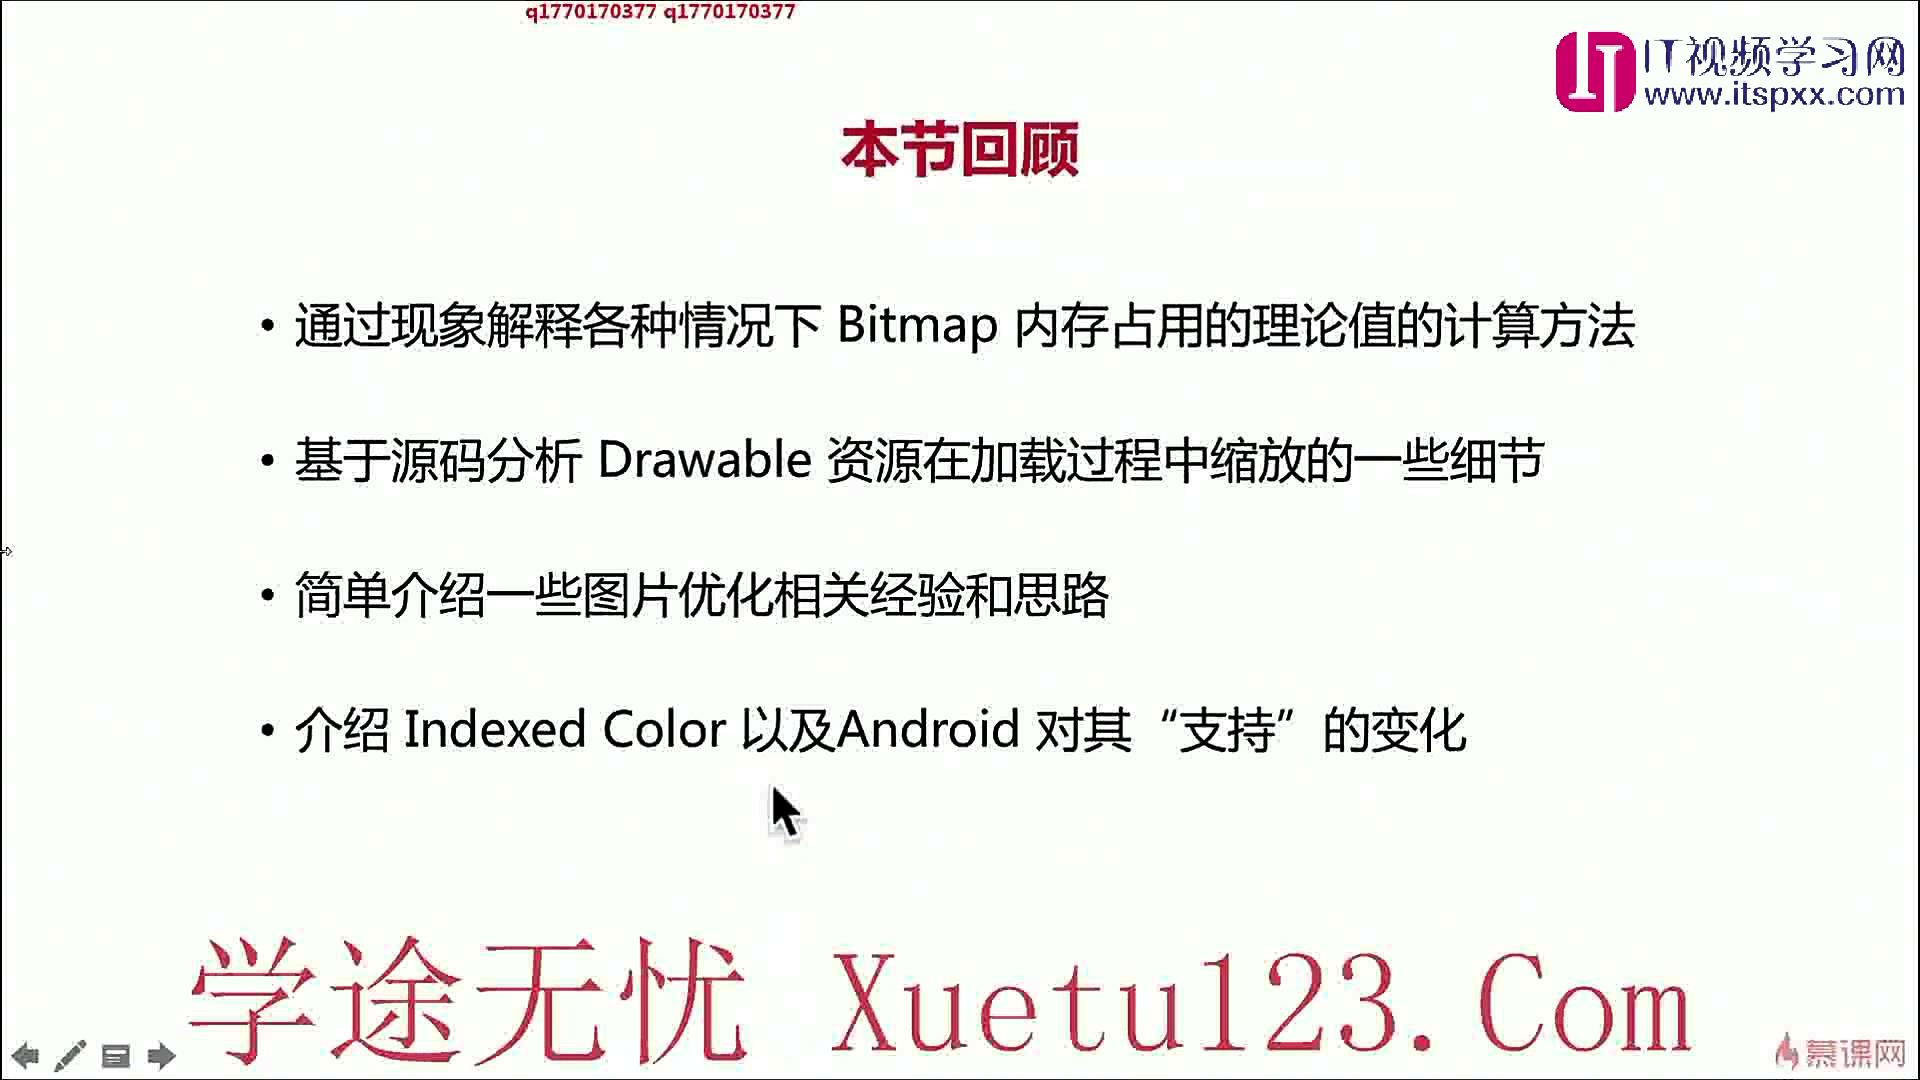 q1770170377 q1770170377
IT视频学习网
www.itspxx.com
本节回顾
• 通过现象解释各种情况下 Bitmap 内存占用的理论值的计算方法
• 基于源码分析 Drawable 资源在加载过程中缩放的一些细节
• 简单介绍一些图片优化相关经验和思路
• 介绍 Indexed Color 以及Android 对其“支持”的变化
学途无忧 Xuetu123.Com
慕课网